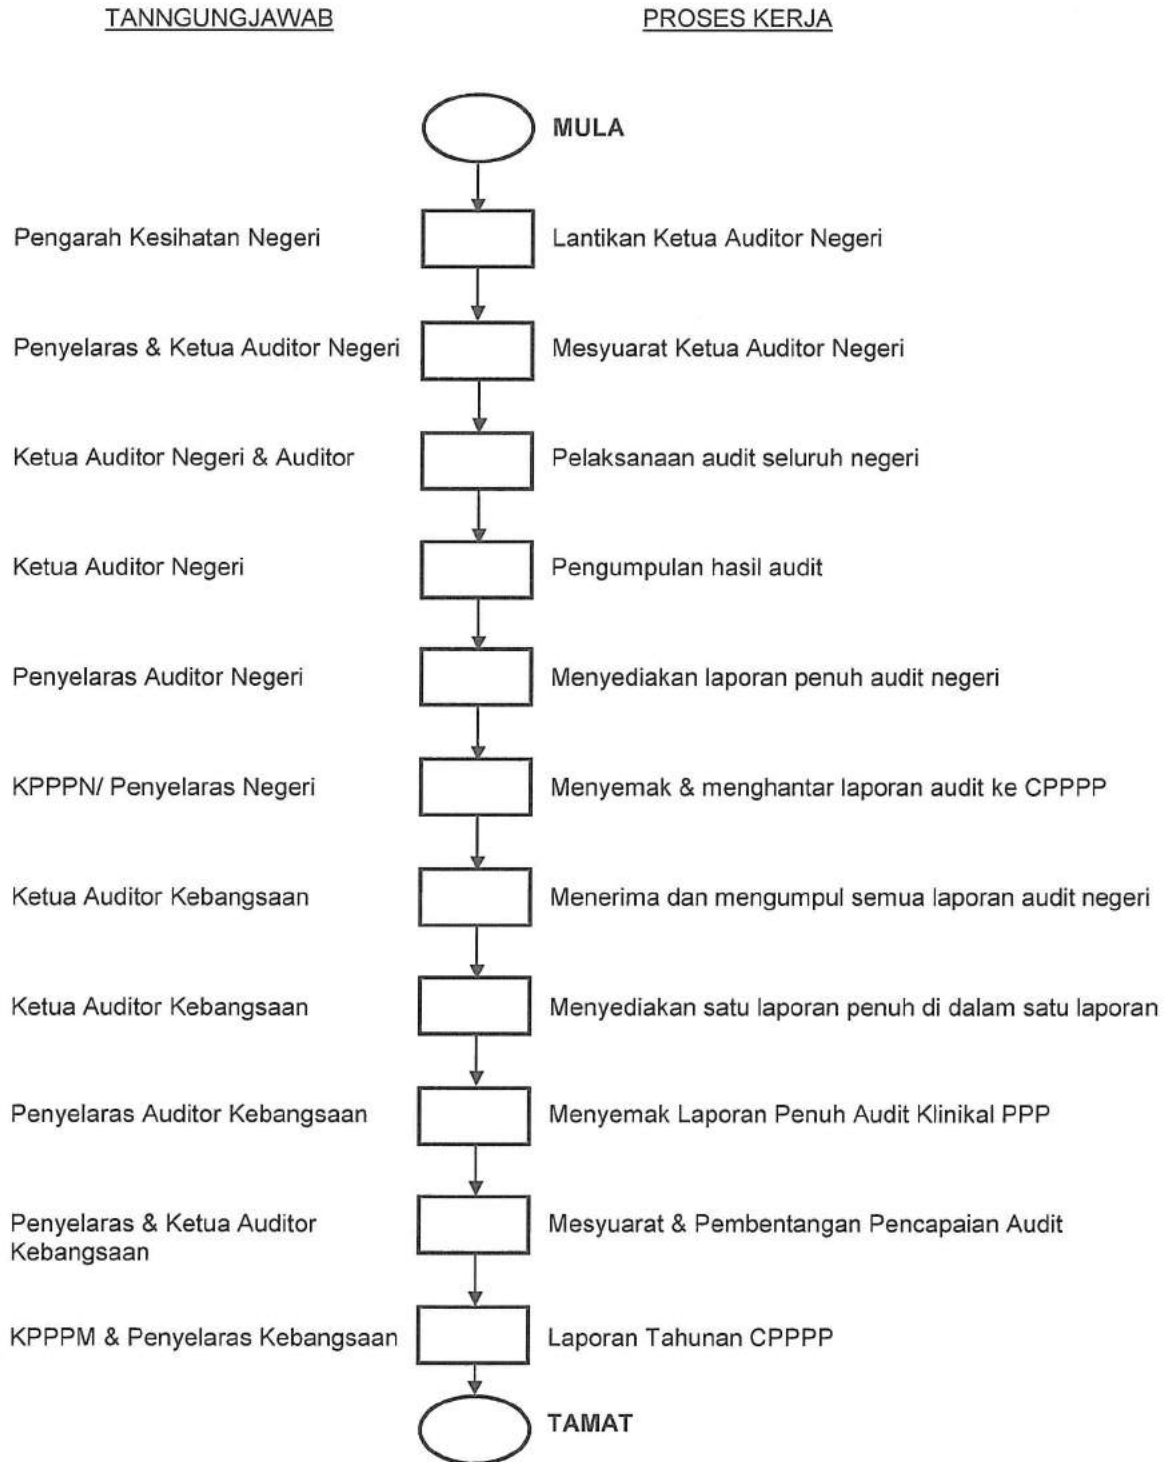 TANNGUNGJAWAB
PROSES KERJA
MULA
Pengarah Kesihatan Negeri
Lantikan Ketua Auditor Negeri
Penyelaras & Ketua Auditor Negeri
Mesyuarat Ketua Auditor Negeri
Ketua Auditor Negeri & Auditor
Pelaksanaan audit seluruh negeri
Ketua Auditor Negeri
Pengumpulan hasil audit
Penyelaras Auditor Negeri
Menyediakan laporan penuh audit negeri
KPPPN/ Penyelaras Negeri
Menyemak & menghantar laporan audit ke CPPPP
Ketua Auditor Kebangsaan
Menerima dan mengumpul semua laporan audit negeri
Ketua Auditor Kebangsaan
Menyediakan satu laporan penuh di dalam satu laporan
Penyelaras Auditor Kebangsaan
Menyemak Laporan Penuh Audit Klinikal PPP
Penyelaras & Ketua Auditor
Kebangsaan
Mesyuarat & Pembentangan Pencapaian Audit
KPPPM & Penyelaras Kebangsaan
Laporan Tahunan CPPPP
TAMAT